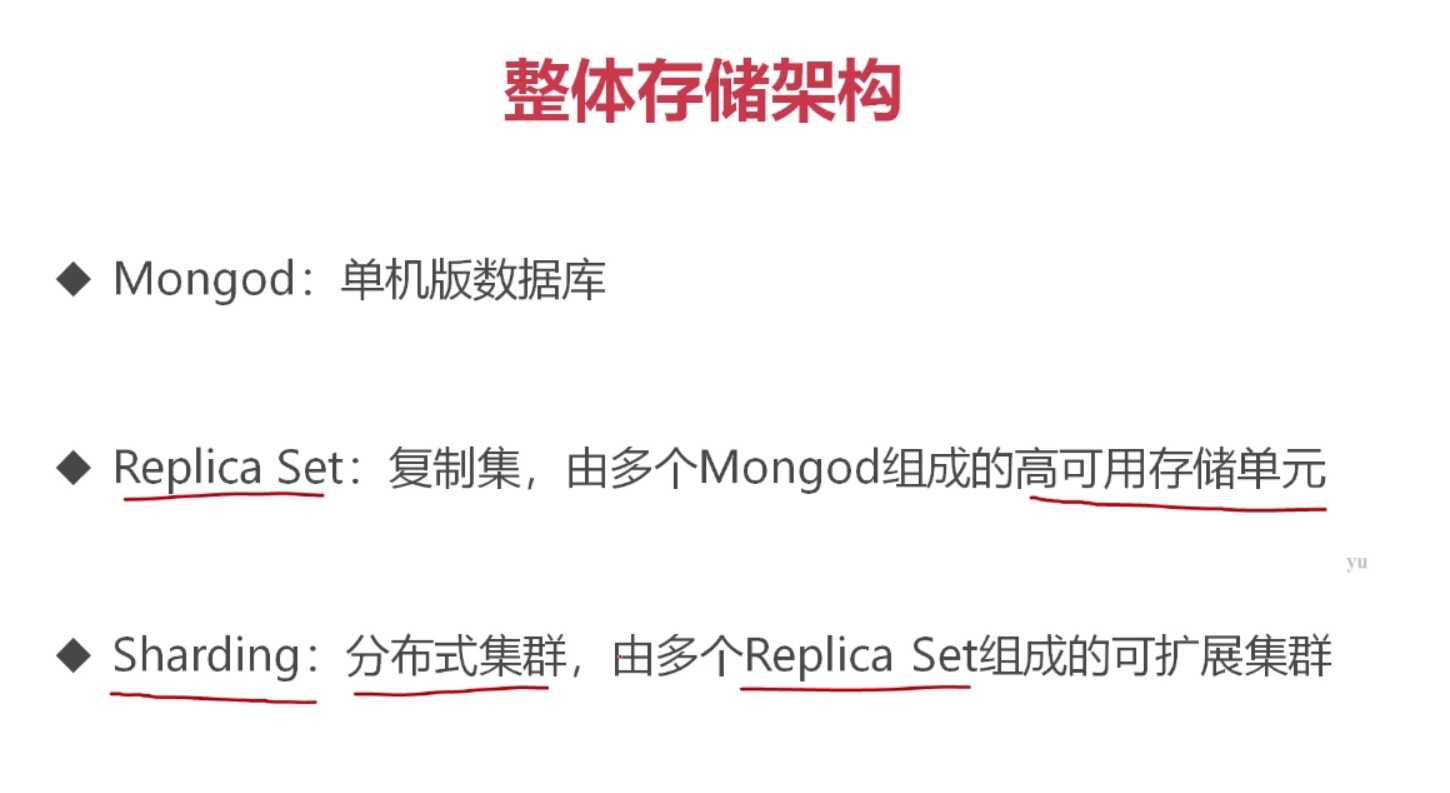 整体存储架构
◆ Mongod：单机版数据库
◆ Replica Set：复制集，由多个Mongod组成的高可用存储单元
yu
◆ Sharding：分布式集群，由多个Replica Set组成的可扩展集群